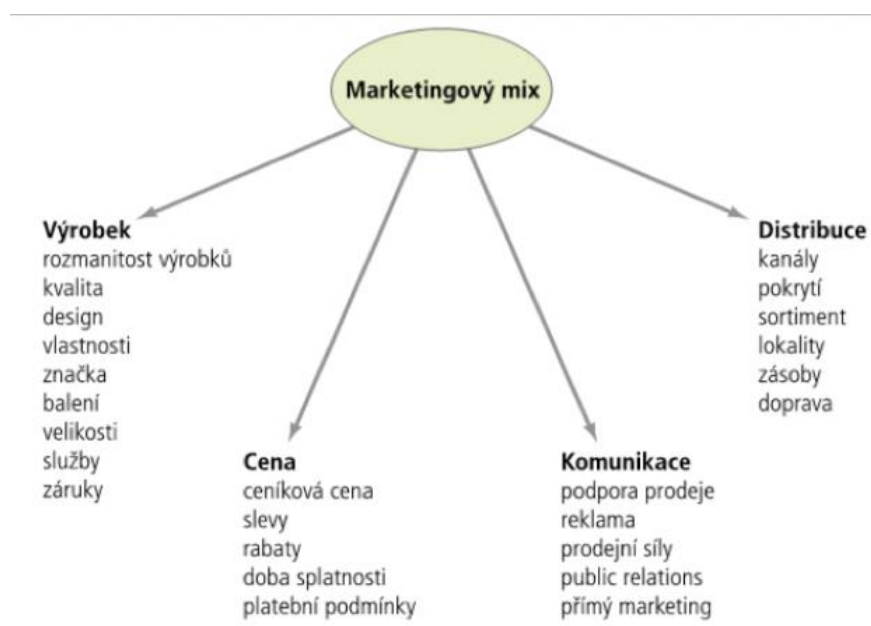 Marketingový mix
Výrobek
rozmanitost výrobků
kvalita
design
vlastnosti
značka
balení
velikosti
služby
záruky
Cena
ceníková cena
slevy
rabaty
doba splatnosti
platební podmínky
Komunikace
podpora prodeje
reklama
prodejní síly
public relations
přímý marketing
Distribuce
kanály
pokrytí
sortiment
lokality
zásoby
doprava